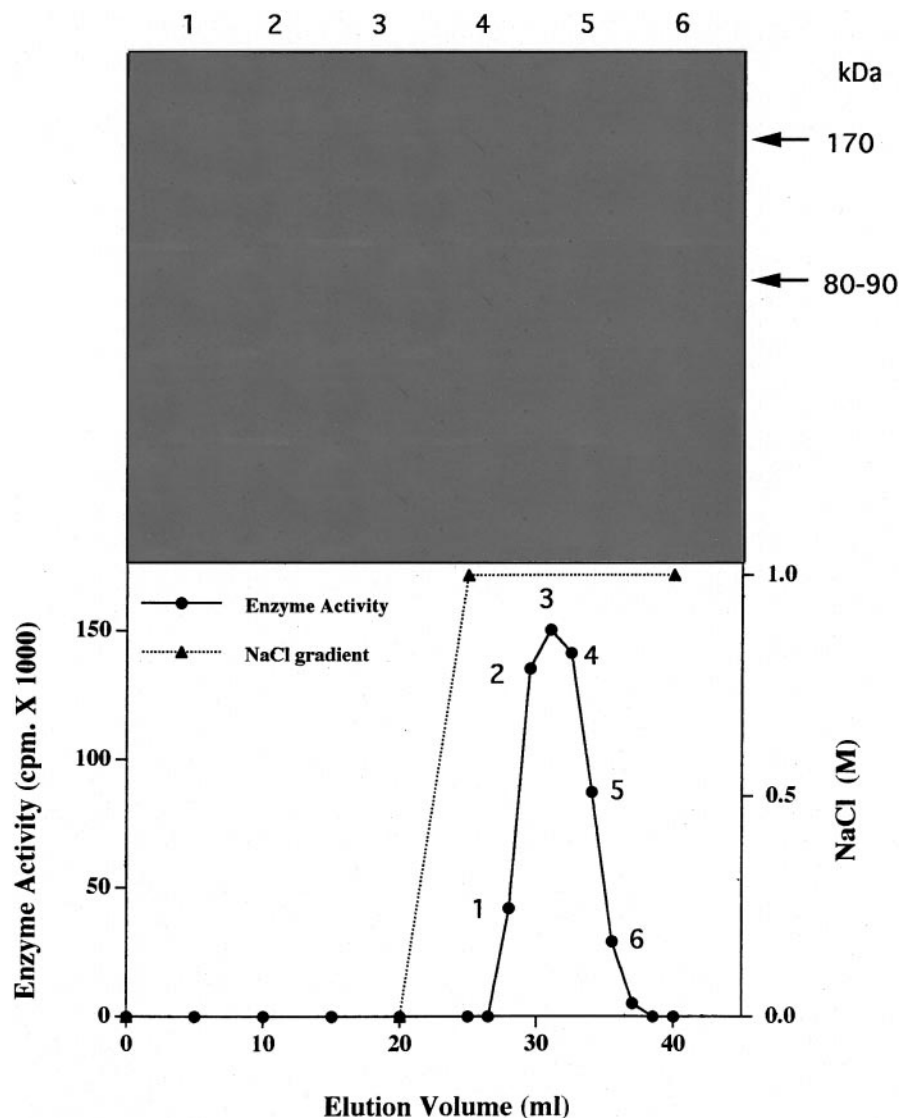 1 2 3 4 5 6
kDa
170
80-90
Enzyme Activity
NaCl gradient
3
2
4
5
1
6
150
100
50
0
Enzyme Activity (cpm. X 1000)
1.0
0.5
0.0
NaCl (M)
0 10 20 30 40
Elution Volume (ml)